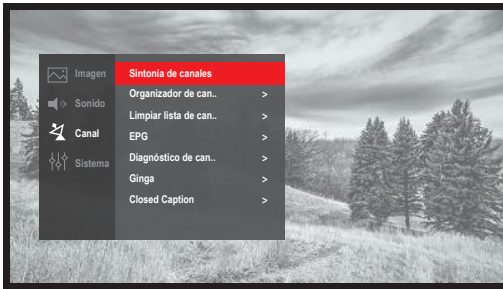 Imagen
Sonido
Canal
Sistema
Sintonía de canales
Organizador de can.. >
Limpiar lista de can.. >
EPG >
Diagnóstico de can.. >
Ginga >
Closed Caption >